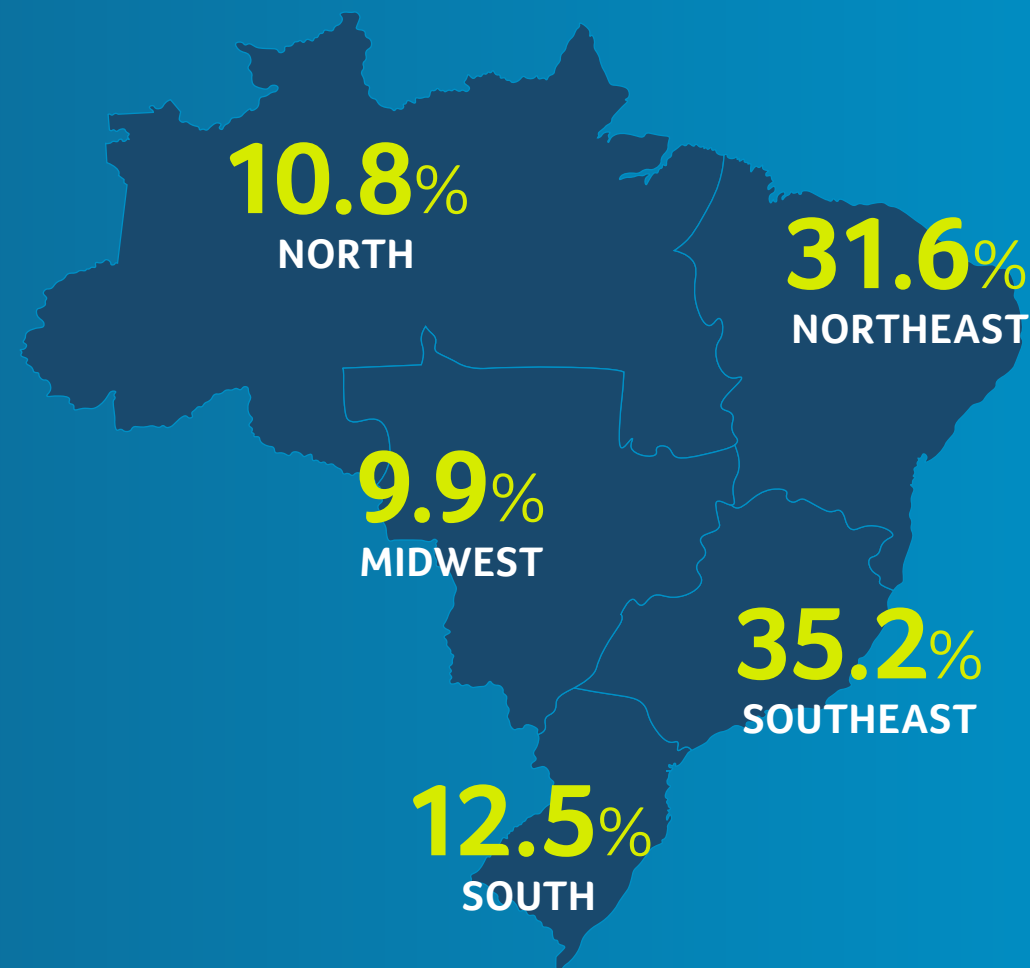 10.8%
NORTH
31.6%
NORTHEAST
9.9%
MIDWEST
35.2%
SOUTHEAST
12.5%
SOUTH